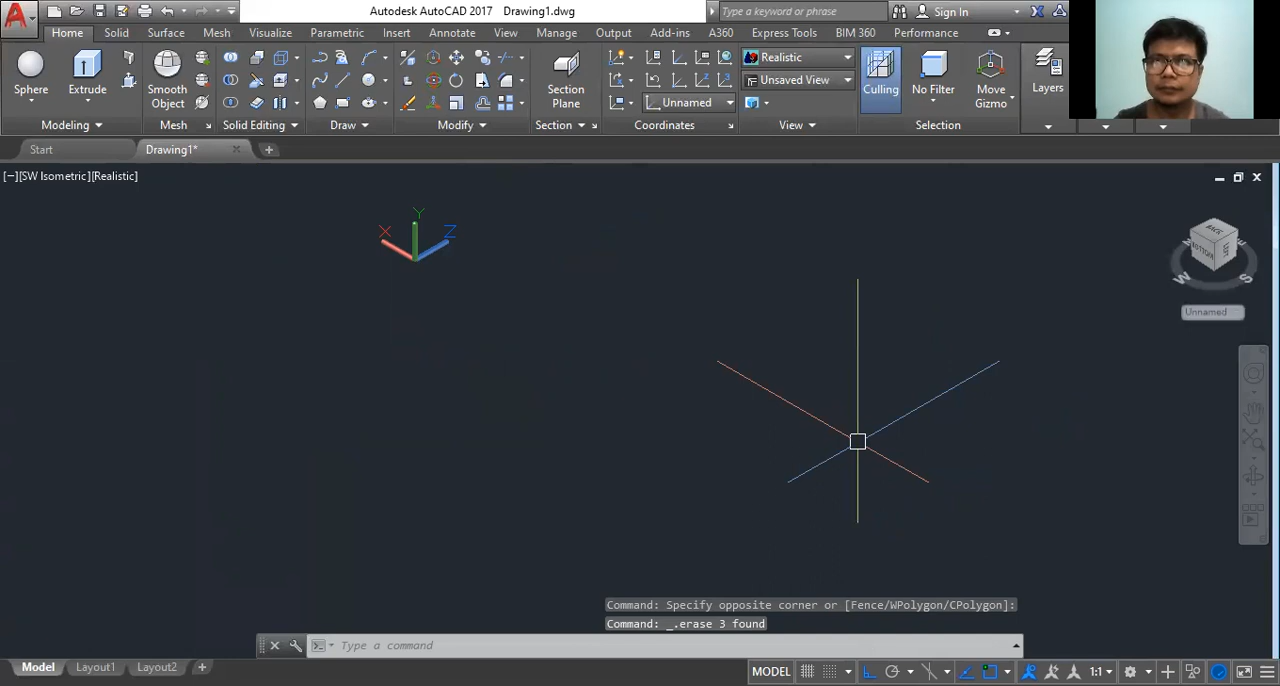 Autodesk AutoCAD 2017 Drawing1.dwg
Type a keyword or phrase
Sign In
Home Solid Surface Mesh Visualize Parametric Insert Annotate View Manage Output Add-ins A360 Express Tools BIM 360 Performance
Sphere
Extrude
Smooth
Object
Section
Plane
Realistic
Unsaved View
Unnamed
Culling
No Filter
Move
Gizmo
Layers
Modeling
Mesh
Solid Editing
Draw
Modify
Section
Coordinates
View
Selection
Start
Drawing1*
[−][SW Isometric][Realistic]
X
Y
Z
BACK
BOTTOM
LEFT
N
E
W
S
Unnamed
Command: Specify opposite corner or [Fence/WPolygon/CPolygon]:
Command: _.erase 3 found
Type a command
Model Layout1 Layout2
MODEL
1:1